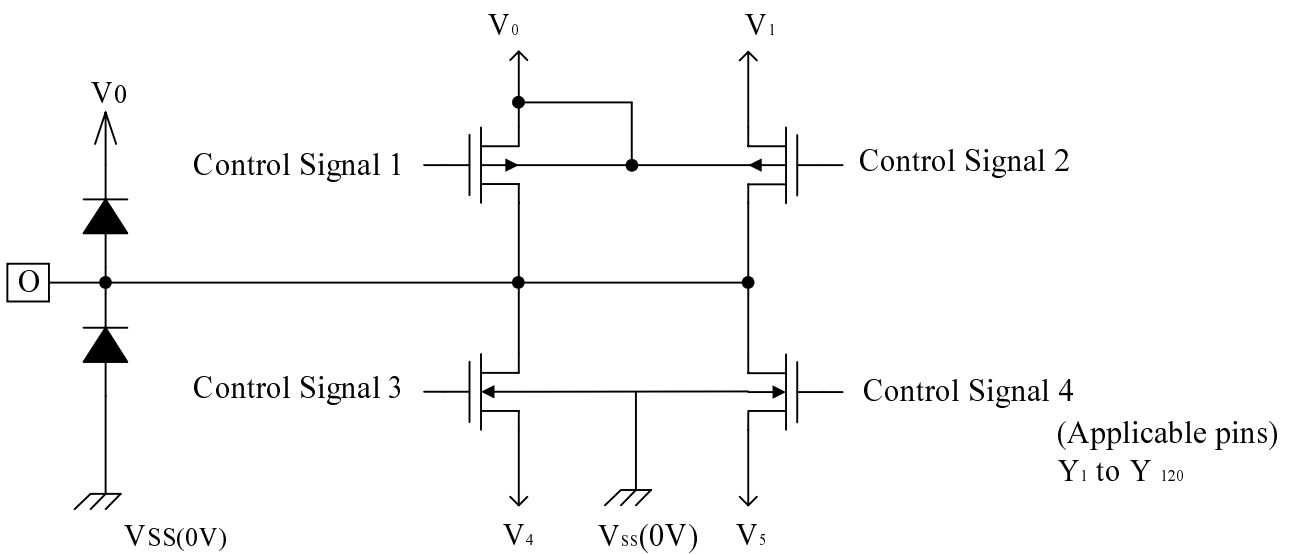 V₀
V₁
V0
Control Signal 1
Control Signal 2
O
Control Signal 3
Control Signal 4
(Applicable pins)
Y₁ to Y ₁₂₀
VSS(0V)
V₄
Vss(0V)
V₅